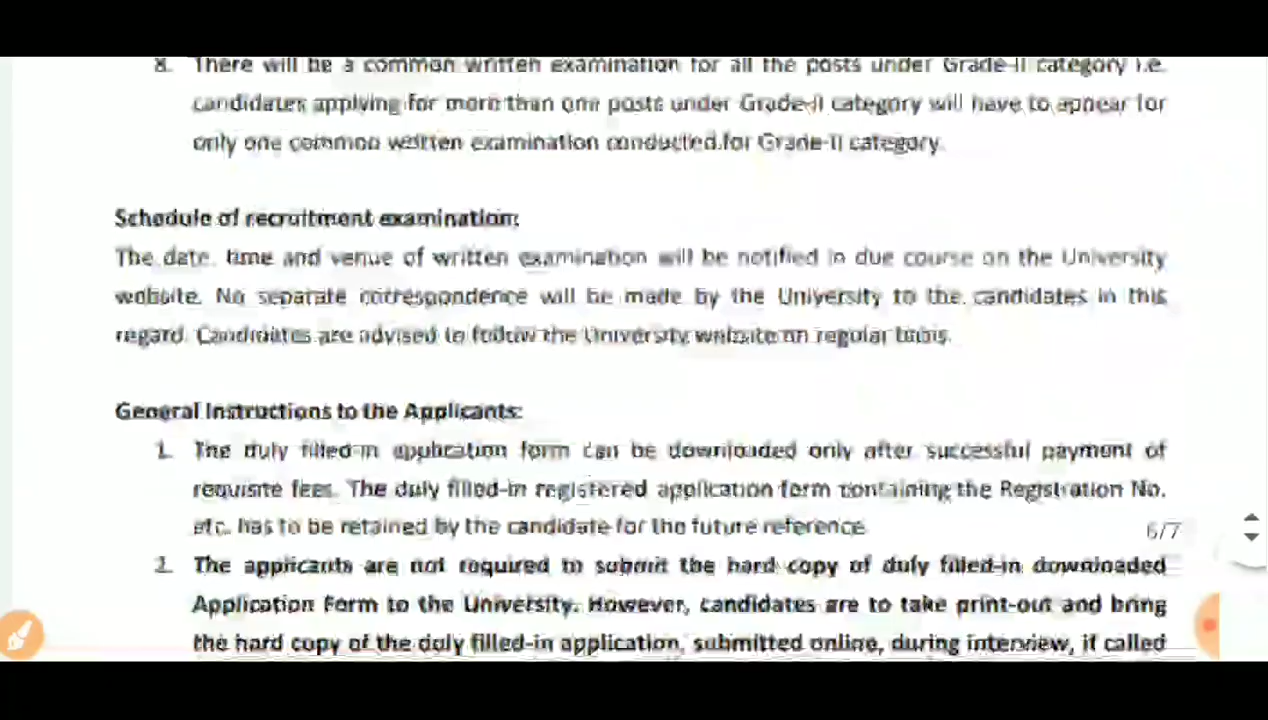 8. There will be a common written examination for all the posts under Grade-II category i.e.
candidates applying for more than one posts under Grade-II category will have to appear for
only one common written examination conducted for Grade-II category.
Schedule of recruitment examination:
The date, time and venue of written examination will be notified in due course on the University
website. No separate correspondence will be made by the University to the candidates in this
regard. Candidates are advised to follow the University website on regular basis.
General Instructions to the Applicants:
1. The duly filled-in application form can be downloaded only after successful payment of
requisite fees. The duly filled-in registered application form containing the Registration No.
etc. has to be retained by the candidate for the future reference
6/7
2. The applicants are not required to submit the hard copy of duly filled-in downloaded
Application Form to the University. However, candidates are to take print-out and bring
the hard copy of the duly filled-in application, submitted online, during interview, if called